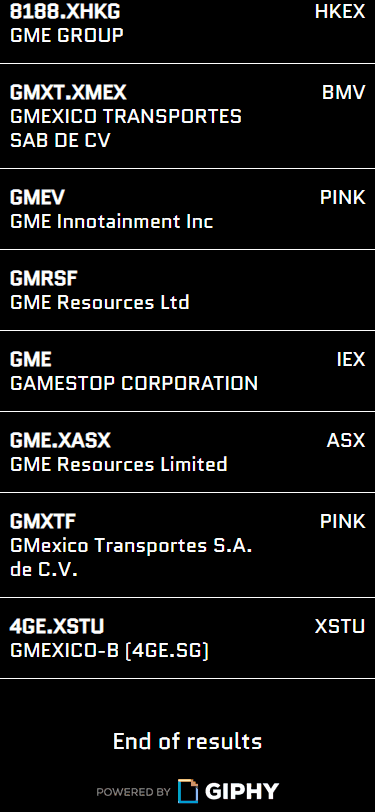 8188.XHKG HKEX
GME GROUP
GMXT.XMEX BMV
GMEXICO TRANSPORTES
SAB DE CV
GMEV PINK
GME Innotainment Inc
GMRSF
GME Resources Ltd
GME IEX
GAMESTOP CORPORATION
GME.XASX ASX
GME Resources Limited
GMXTF PINK
GMexico Transportes S.A.
de C.V.
4GE.XSTU XSTU
GMEXICO-B (4GE.SG)
End of results
POWERED BY GIPHY